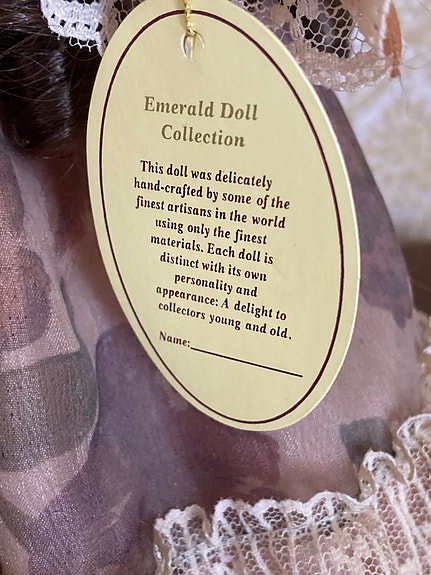 Emerald Doll
Collection
This doll was delicately
hand-crafted by some of the
finest artisans in the world
using only the finest
materials. Each doll is
distinct with its own
personality and
appearance: A delight to
collectors young and old.
Name: